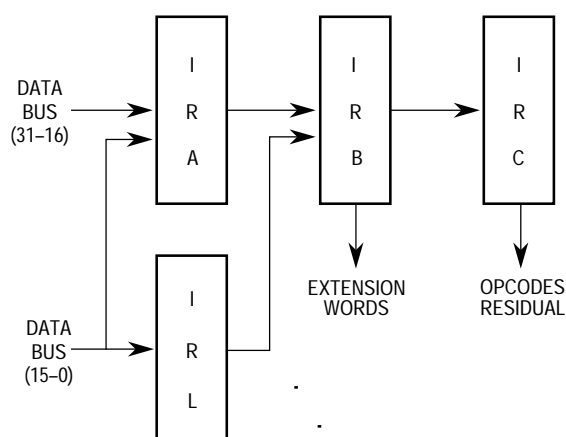 DATA
BUS
(31–16)
I
R
A
I
R
B
I
R
C
EXTENSION
WORDS
OPCODES
RESIDUAL
DATA
BUS
(15–0)
I
R
L